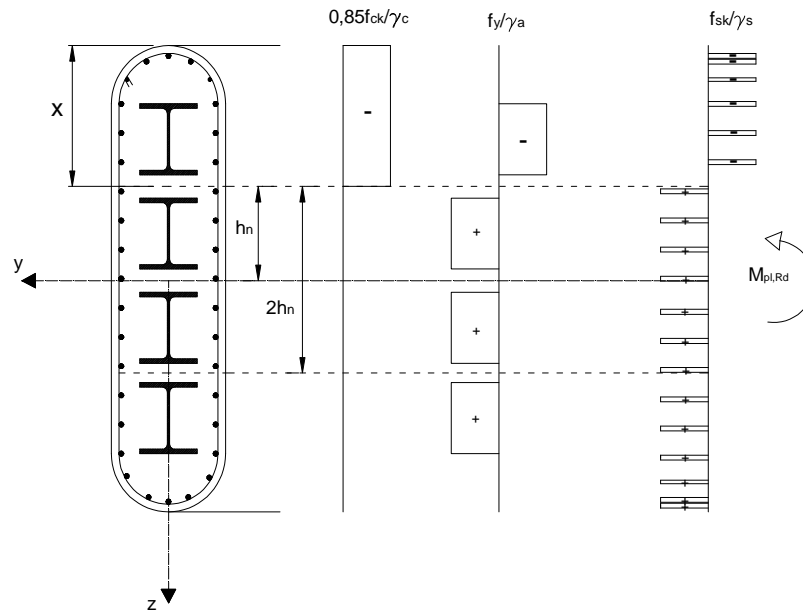 0,85fck/γc
fy/γa
fsk/γs
x
-
-
hn
y
2hn
Mpl,Rd
+
+
+
z